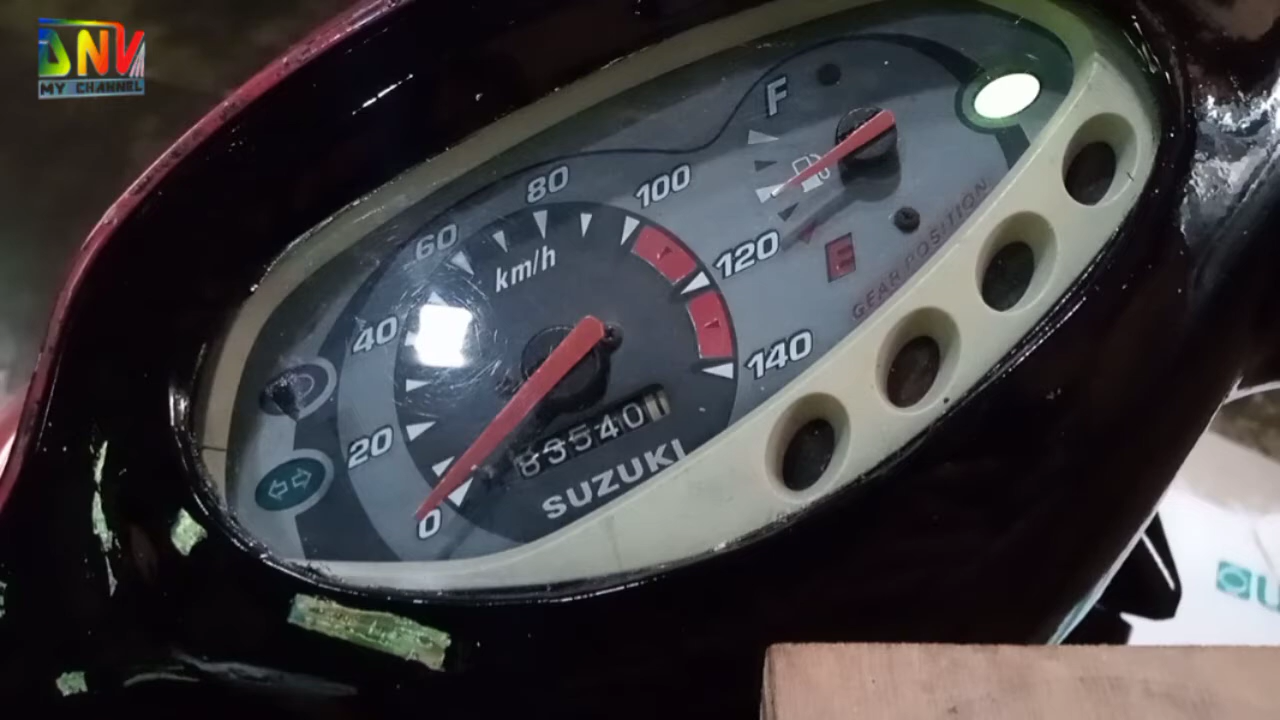 DNV
MY CHANNEL
F
80
100
60
km/h
120
E
GEAR POSITION
40
140
20
83540
SUZUKI
0